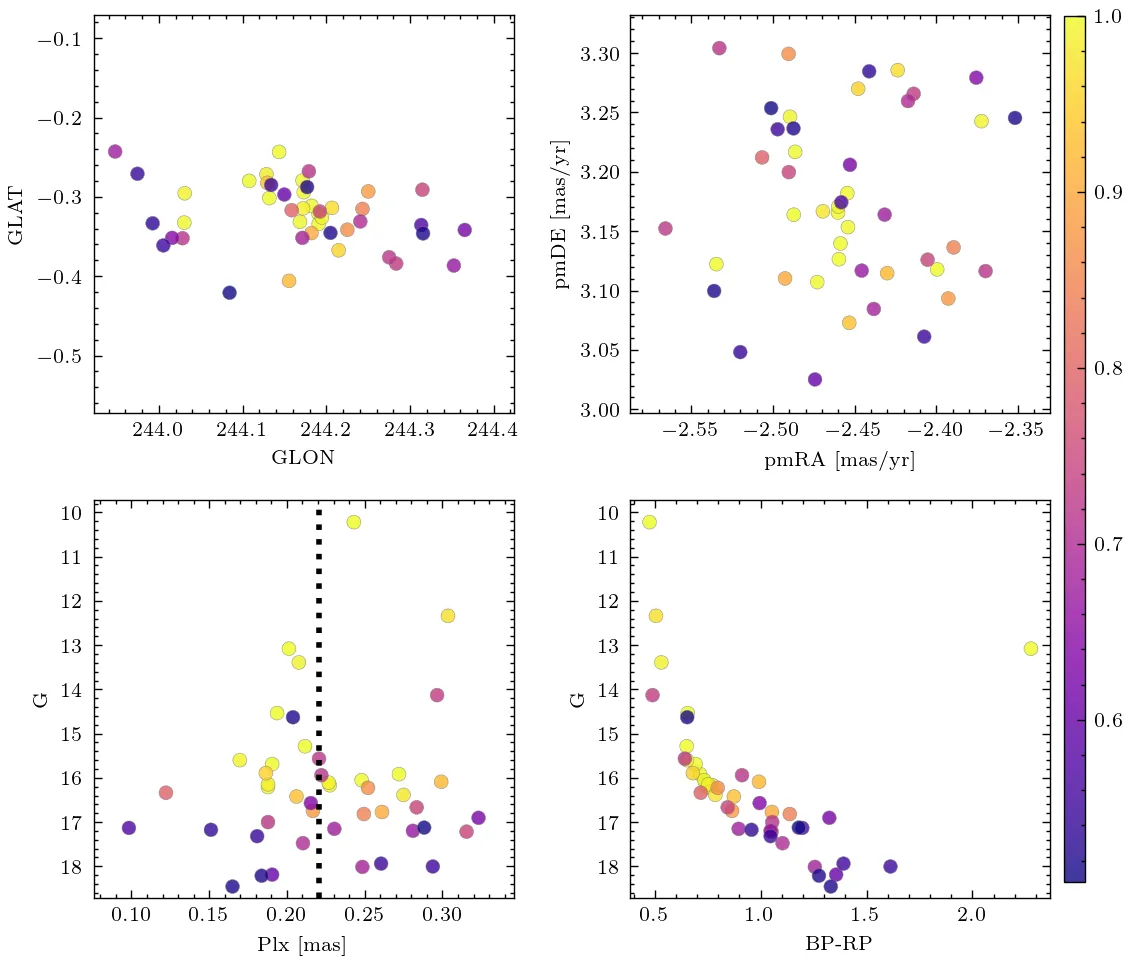 −0.1
−0.2
−0.3
−0.4
−0.5
GLAT
244.0 244.1 244.2 244.3 244.4
GLON
3.30
3.25
3.20
3.15
3.10
3.05
3.00
pmDE [mas/yr]
−2.55 −2.50 −2.45 −2.40 −2.35
pmRA [mas/yr]
1.0
0.9
0.8
0.7
0.6
10
11
12
13
14
15
16
17
18
G
0.10 0.15 0.20 0.25 0.30
Plx [mas]
10
11
12
13
14
15
16
17
18
G
0.5 1.0 1.5 2.0
BP-RP